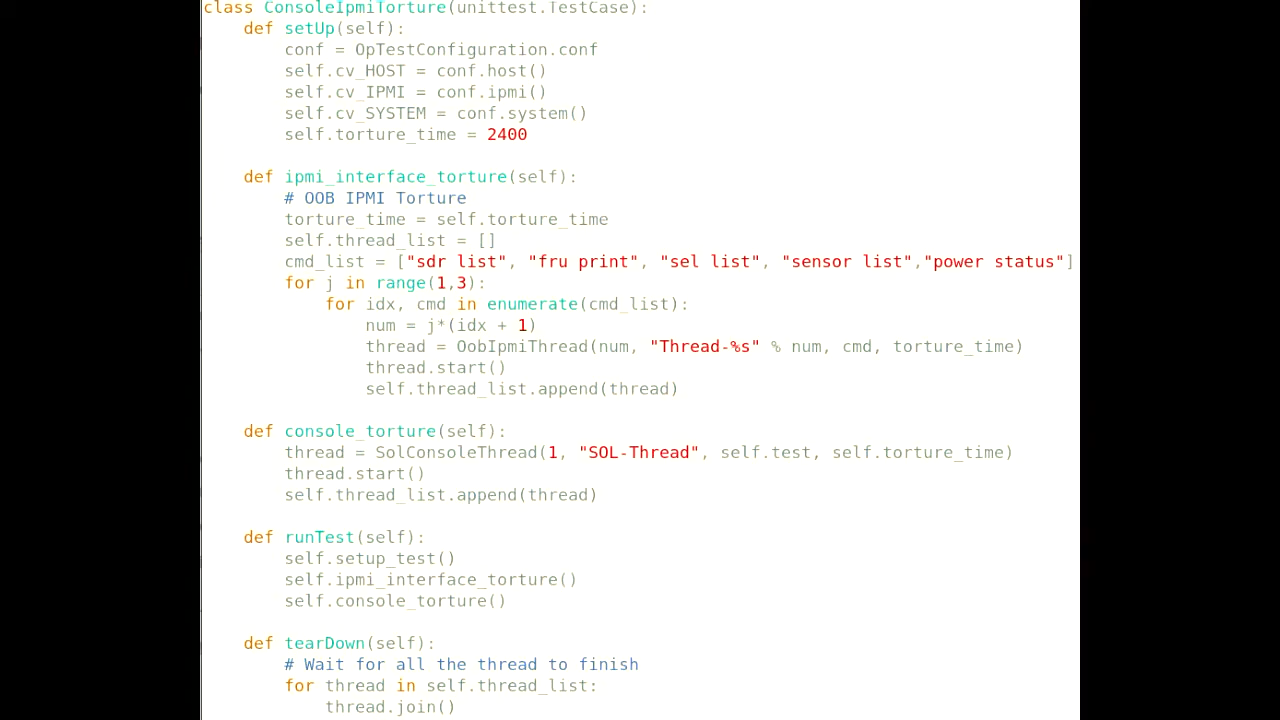 class ConsoleIpmiTorture(unittest.TestCase):
    def setUp(self):
        conf = OpTestConfiguration.conf
        self.cv_HOST = conf.host()
        self.cv_IPMI = conf.ipmi()
        self.cv_SYSTEM = conf.system()
        self.torture_time = 2400

    def ipmi_interface_torture(self):
        # OOB IPMI Torture
        torture_time = self.torture_time
        self.thread_list = []
        cmd_list = ["sdr list", "fru print", "sel list", "sensor list","power status"]
        for j in range(1,3):
            for idx, cmd in enumerate(cmd_list):
                num = j*(idx + 1)
                thread = OobIpmiThread(num, "Thread-%s" % num, cmd, torture_time)
                thread.start()
                self.thread_list.append(thread)

    def console_torture(self):
        thread = SolConsoleThread(1, "SOL-Thread", self.test, self.torture_time)
        thread.start()
        self.thread_list.append(thread)

    def runTest(self):
        self.setup_test()
        self.ipmi_interface_torture()
        self.console_torture()

    def tearDown(self):
        # Wait for all the thread to finish
        for thread in self.thread_list:
            thread.join()